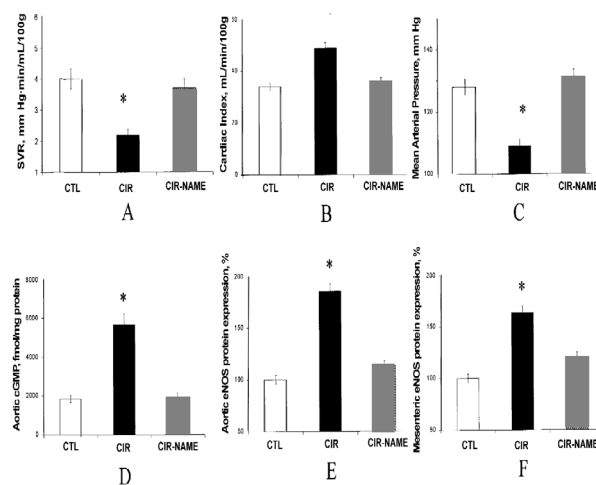 SVR, mm Hg·min/mL/100g
6
5
4
3
2
1
*
CTL
CIR
CIR-NAME
A
Cardiac Index, mL/min/100g
40
20
CTL
CIR
CIR-NAME
B
Mean Arterial Pressure, mm Hg
130
100
*
CTL
CIR
CIR-NAME
C
Aortic cGMP, fmol/mg protein
8000
6000
4000
2000
0
*
CTL
CIR
CIR-NAME
D
Aortic eNOS protein expression, %
200
150
100
50
*
CTL
CIR
CIR-NAME
E
Mesenteric eNOS protein expression, %
200
150
100
50
*
CTL
CIR
CIR-NAME
F